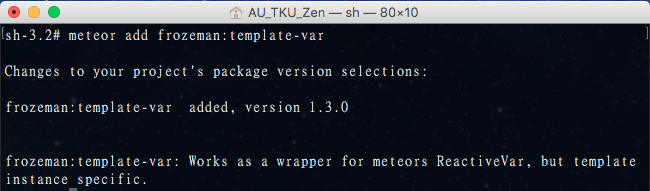 AU_TKU_Zen — sh — 80×10
[sh-3.2# meteor add frozeman:template-var ]
Changes to your project's package version selections:
frozeman:template-var  added, version 1.3.0
frozeman:template-var: Works as a wrapper for meteors ReactiveVar, but template
instance specific.